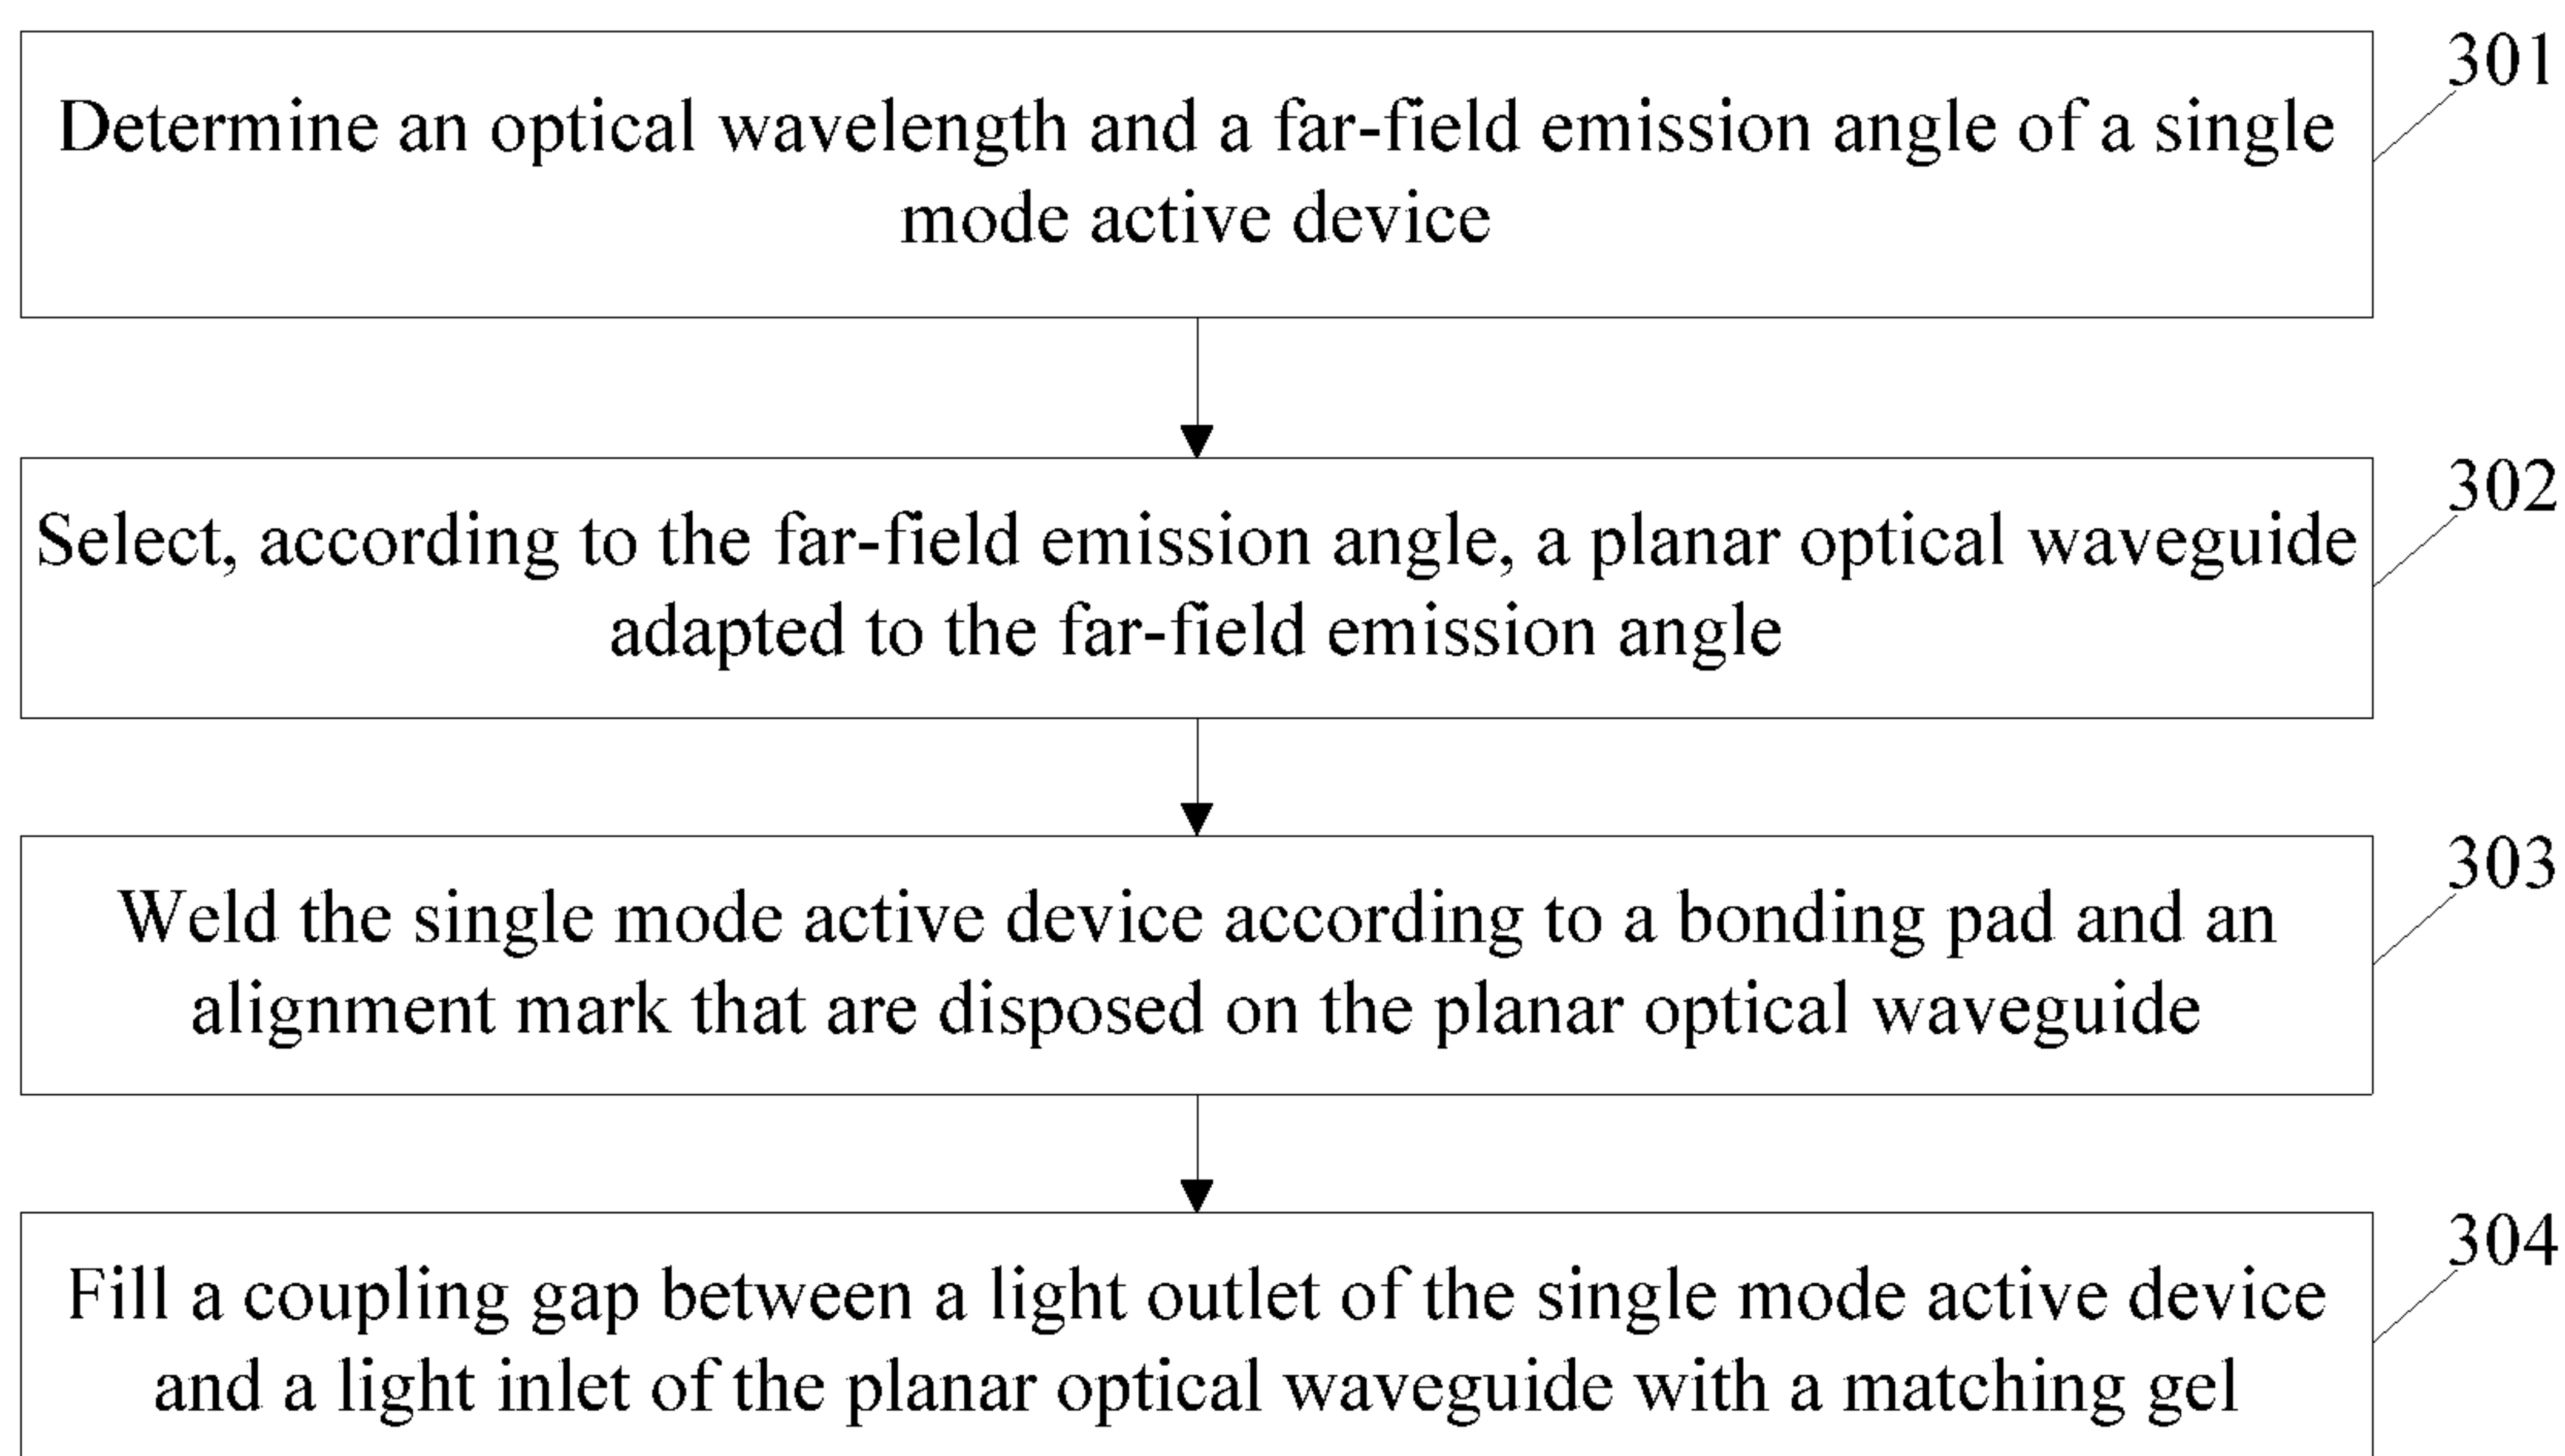 301
Determine an optical wavelength and a far-field emission angle of a single
mode active device
302
Select, according to the far-field emission angle, a planar optical waveguide
adapted to the far-field emission angle
303
Weld the single mode active device according to a bonding pad and an
alignment mark that are disposed on the planar optical waveguide
304
Fill a coupling gap between a light outlet of the single mode active device
and a light inlet of the planar optical waveguide with a matching gel